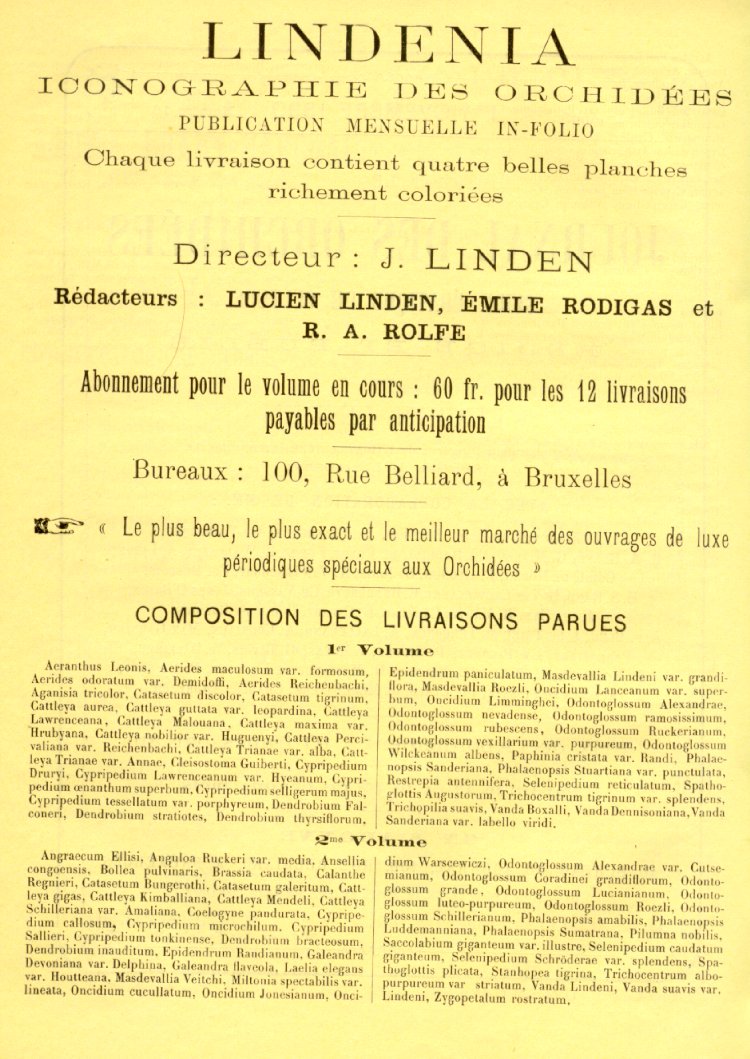 LINDENIA
ICONOGRAPHIE DES ORCHIDÉES
PUBLICATION MENSUELLE IN-FOLIO
Chaque livraison contient quatre belles planches
richement coloriées
Directeur : J. LINDEN
Rédacteurs : LUCIEN LINDEN, ÉMILE RODIGAS et
R. A. ROLFE
Abonnement pour le volume en cours : 60 fr. pour les 12 livraisons
payables par anticipation
Bureaux : 100, Rue Belliard, à Bruxelles
« Le plus beau, le plus exact et le meilleur marché des ouvrages de luxe
périodiques spéciaux aux Orchidées »
COMPOSITION DES LIVRAISONS PARUES
1er Volume
Aeranthus Leonis, Aerides maculosum var. formosum,
Aerides odoratum var. Demidoffi, Aerides Reichenbachi,
Aganisia tricolor, Catasetum discolor, Catasetum tigrinum,
Cattleya aurea, Cattleya guttata var. leopardina, Cattleya
Lawrenceana, Cattleya Malouana, Cattleya maxima var.
Hrubyana, Cattleya nobilior var. Hugueneyi, Cattleya Perci-
valiana var. Reichenbachi, Cattleya Trianae var. alba, Catt-
leya Trianae var. Annae, Cleisostoma Guiberti, Cypripedium
Druryi, Cypripedium Lawrenceanum var. Hyeanum, Cypri-
pedium œnanthum superbum, Cypripedium selligerum majus,
Cypripedium tessellatum var. porphyreum, Dendrobium Fal-
coneri, Dendrobium stratiotes, Dendrobium thyrsiflorum,
Epidendrum paniculatum, Masdevallia Lindeni var. grandi-
flora, Masdevallia Roezli, Oncidium Lanceanum var. super-
bum, Oncidium Limminghei, Odontoglossum Alexandrae,
Odontoglossum nevadense, Odontoglossum ramosissimum,
Odontoglossum rubescens, Odontoglossum Ruckerianum,
Odontoglossum vexillarium var. purpureum, Odontoglossum
Wilckeanum albens, Paphinia cristata var. Randi, Phalae-
nopsis Sanderiana, Phalaenopsis Stuartiana var. punctulata,
Restrepia antennifera, Selenipedium reticulatum, Spatho-
glottis Augustorum, Trichocentrum tigrinum var. splendens,
Trichopilia suavis, Vanda Boxalli, Vanda Dennisoniana, Vanda
Sanderiana var. labello viridi.
2me Volume
Angraecum Ellisi, Anguloa Ruckeri var. media, Ansellia
congoensis, Bollea pulvinaris, Brassia caudata, Calanthe
Regnieri, Catasetum Bungerothi, Catasetum galeritum, Catt-
leya gigas, Cattleya Kimballiana, Cattleya Mendeli, Cattleya
Schilleriana var. Amaliana, Coelogyne pandurata, Cypripe-
dium callosum, Cypripedium microchilum, Cypripedium
Sallieri, Cypripedium tonkinense, Dendrobium bracteosum,
Dendrobium inauditum, Epidendrum Randianum, Galeandra
Devoniana var. Delphina, Galeandra flaveola, Laelia elegans
var. Houtteana, Masdevallia Veitchi, Miltonia spectabilis var.
lineata, Oncidium cucullatum, Oncidium Jonesianum, Onci-
dium Warscewiczi, Odontoglossum Alexandrae var. Cutse-
mianum, Odontoglossum Coradinei grandiflorum, Odonto-
glossum grande, Odontoglossum Lucianianum, Odonto-
glossum luteo-purpureum, Odontoglossum Roezli, Odonto-
glossum Schillerianum, Phalaenopsis amabilis, Phalaenopsis
Luddemanniana, Phalaenopsis Sumatrana, Pilumna nobilis,
Saccolabium giganteum var. illustre, Selenipedium caudatum
giganteum, Selenipedium Schröderae var. splendens, Spa-
thoglottis plicata, Stanhopea tigrina, Trichocentrum albo-
purpureum var striatum, Vanda Lindeni, Vanda suavis var.
Lindeni, Zygopetalum rostratum.